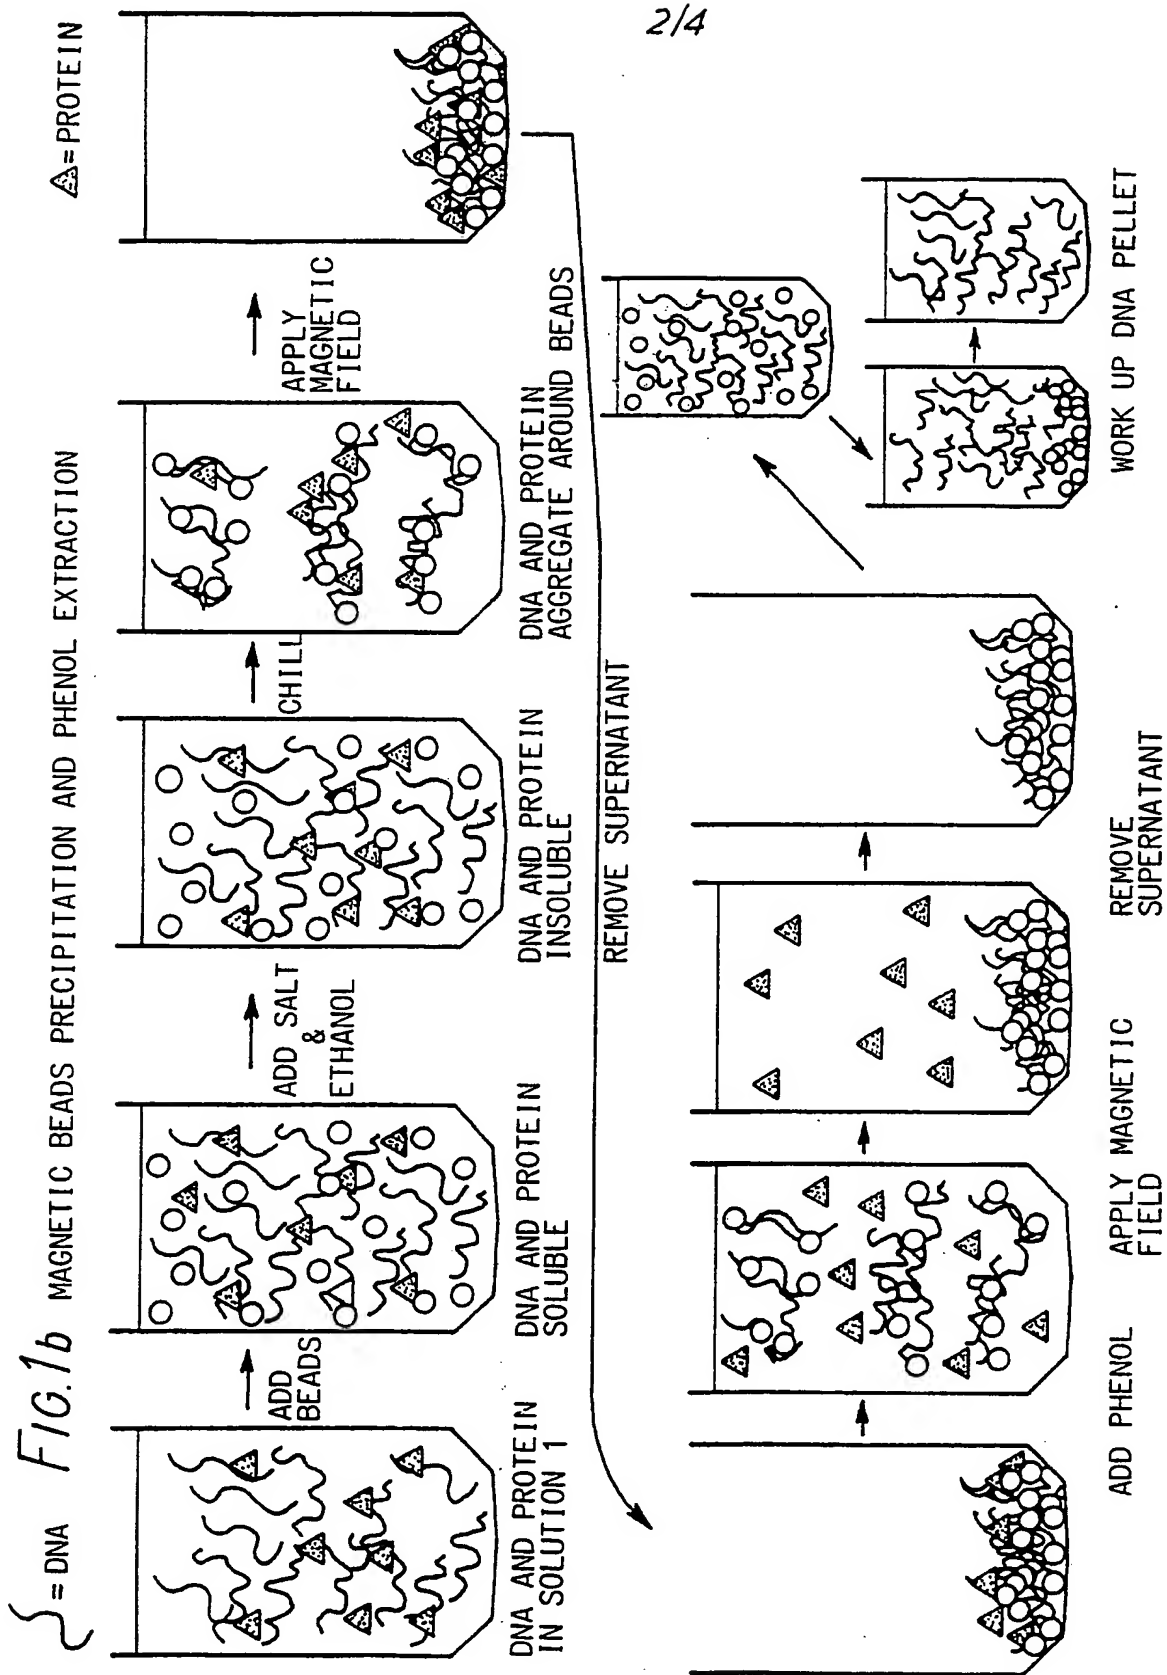 2/4
= DNA
FIG. 1b
MAGNETIC BEADS PRECIPITATION AND PHENOL EXTRACTION
= PROTEIN
DNA AND PROTEIN
IN SOLUTION 1
ADD
BEADS
DNA AND PROTEIN
SOLUBLE
ADD SALT
&
ETHANOL
DNA AND PROTEIN
INSOLUBLE
CHILL
DNA AND PROTEIN
AGGREGATE AROUND BEADS
APPLY
MAGNETIC
FIELD
REMOVE SUPERNATANT
ADD PHENOL
APPLY MAGNETIC
FIELD
REMOVE
SUPERNATANT
WORK UP DNA PELLET